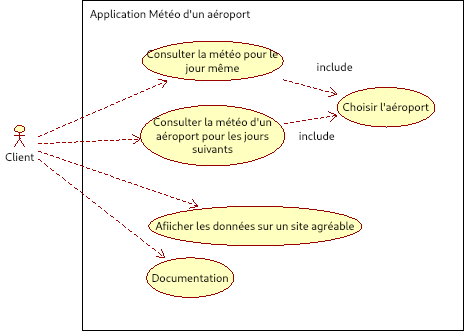 Application Météo d'un aéroport
Consulter la météo pour le
jour même
include
Choisir l'aéroport
Consulter la météo d'un
aéroport pour les jours
suivants
include
Client
Afiicher les données sur un site agréable
Documentation